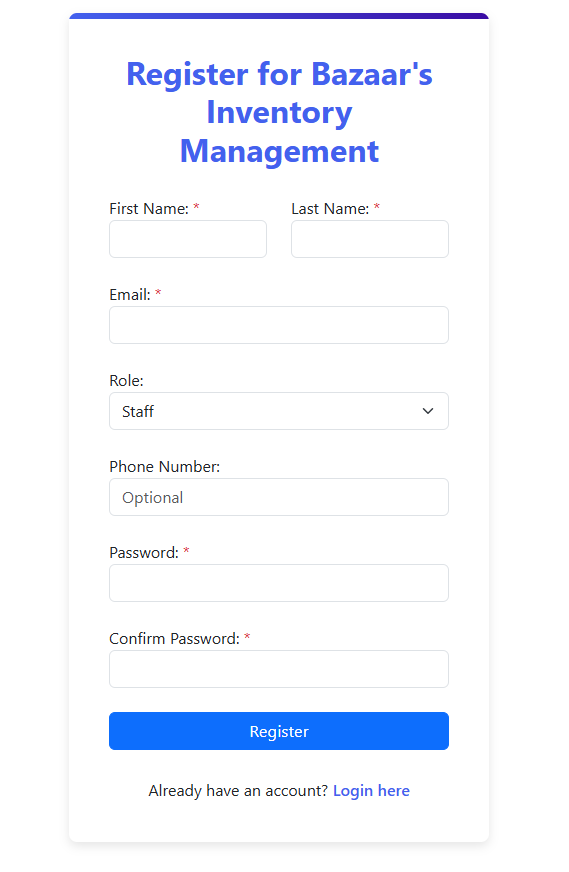 Register for Bazaar's
Inventory
Management
First Name: * Last Name: *
Email: *
Role:
Staff
Phone Number:
Optional
Password: *
Confirm Password: *
Register
Already have an account? Login here